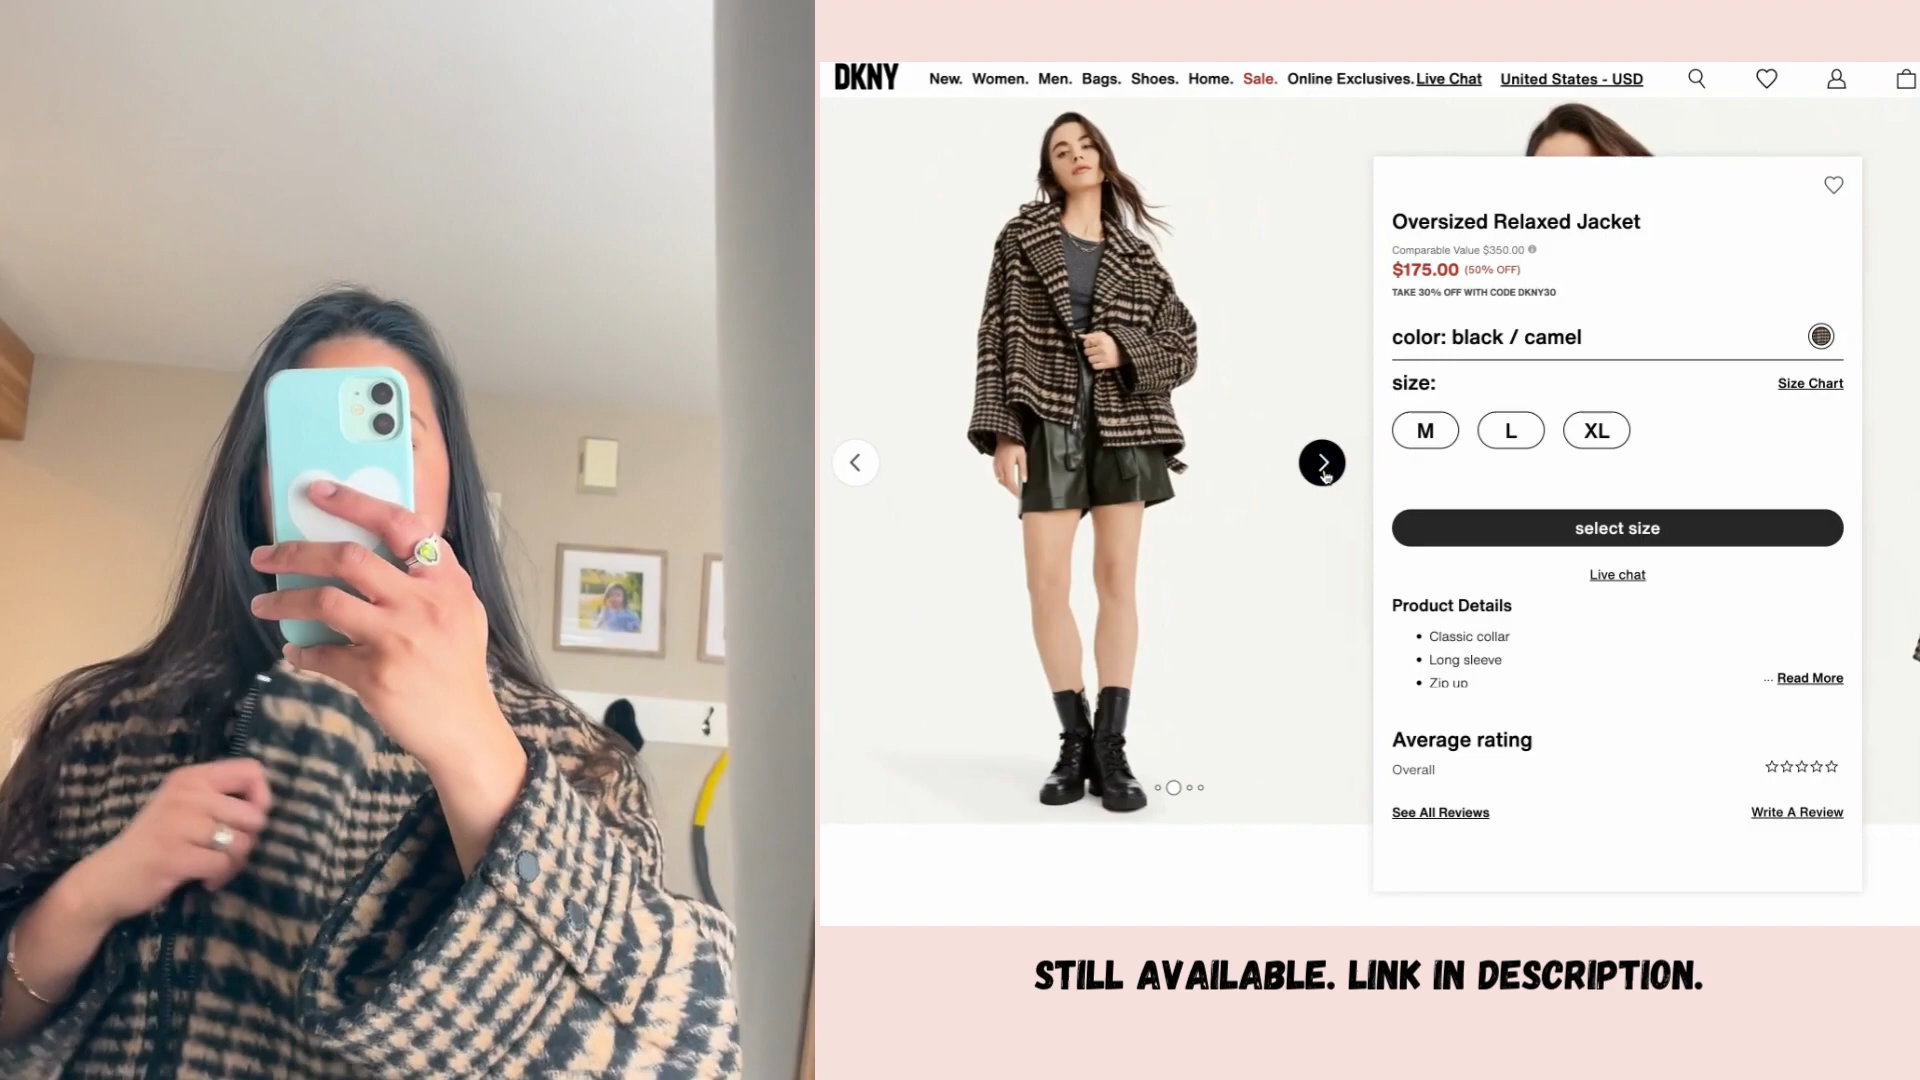 DKNY
New. Women. Men. Bags. Shoes. Home. Sale. Online Exclusives. Live Chat United States - USD
Oversized Relaxed Jacket
Comparable Value $350.00
$175.00 (50% OFF)
TAKE 30% OFF WITH CODE DKNY30
color: black / camel
size: Size Chart
M L XL
select size
Live chat
Product Details
• Classic collar
• Long sleeve
• Zip up
... Read More
Average rating
Overall
See All Reviews Write A Review
STILL AVAILABLE. LINK IN DESCRIPTION.